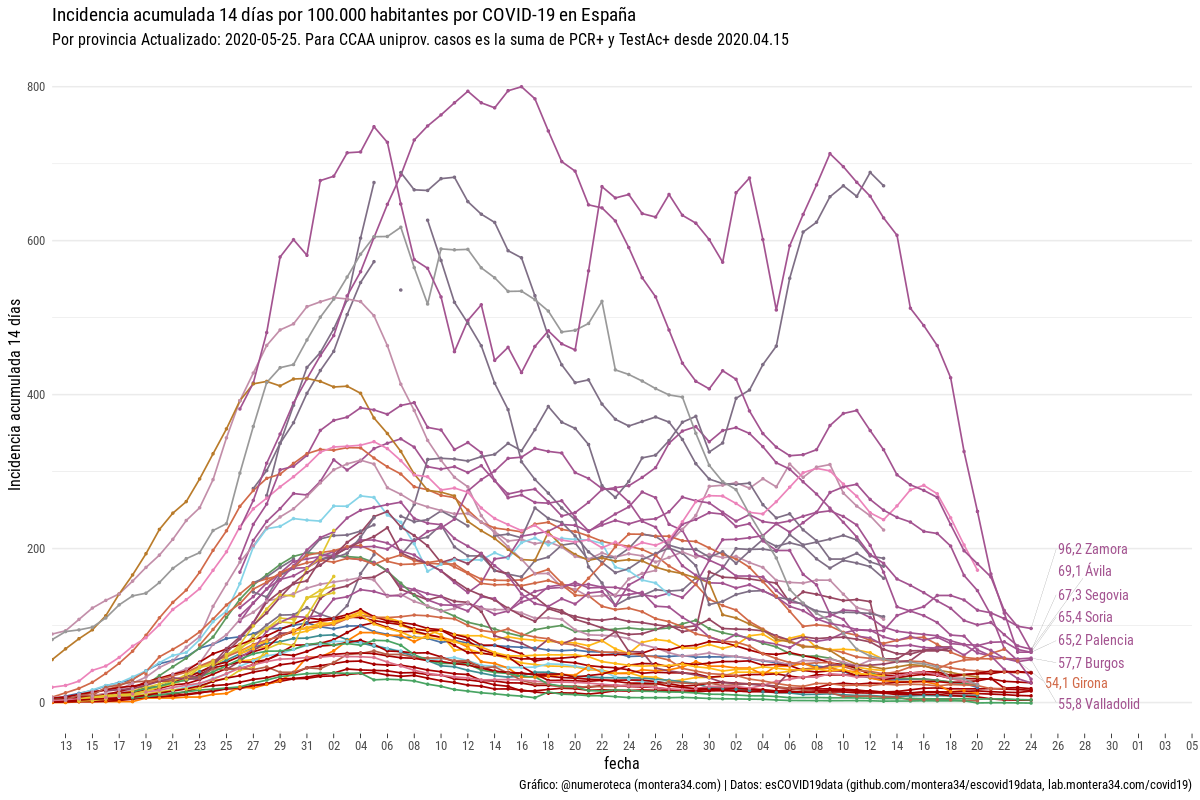 Incidencia acumulada 14 días por 100.000 habitantes por COVID-19 en España
Por provincia Actualizado: 2020-05-25. Para CCAA uniprov. casos es la suma de PCR+ y TestAc+ desde 2020.04.15
Incidencia acumulada 14 días
800
600
400
200
0
96,2 Zamora
69,1 Ávila
67,3 Segovia
65,4 Soria
65,2 Palencia
57,7 Burgos
54,1 Girona
55,8 Valladolid
13 15 17 19 21 23 25 27 29 31 02 04 06 08 10 12 14 16 18 20 22 24 26 28 30 02 04 06 08 10 12 14 16 18 20 22 24 26 28 30 01 03 05
fecha
Gráfico: @numeroteca (montera34.com) | Datos: esCOVID19data (github.com/montera34/escovid19data, lab.montera34.com/covid19)